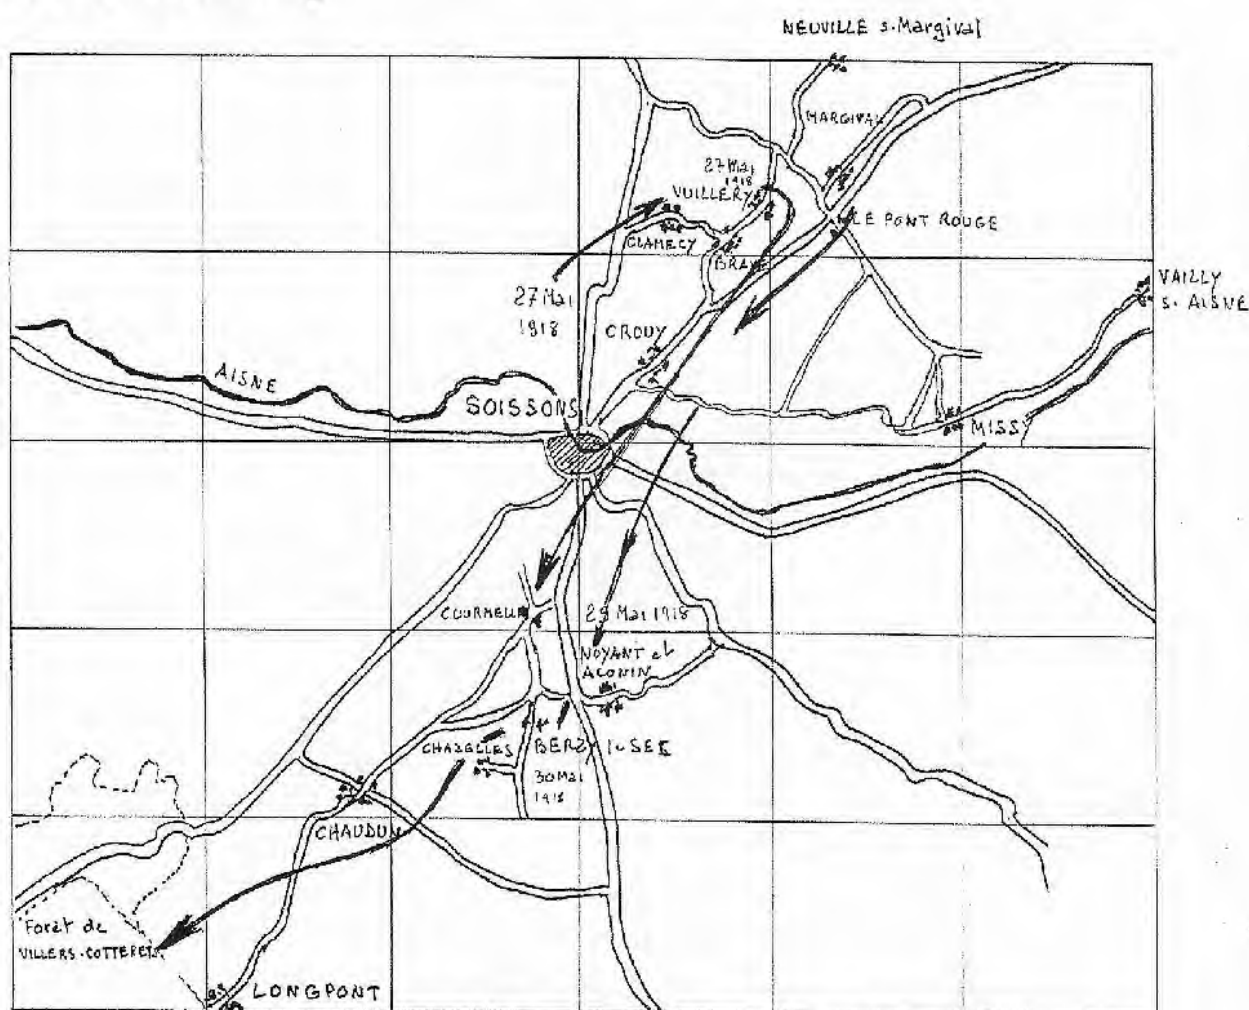 NEUVILLE s.Margival
MARGIVAL
27 Mai
1918
VUILLERY
CLAMECY
BRAYE
LE PONT ROUGE
VAILLY
S. AISNE
27 Mai
1918
CROUY
AISNE
SOISSONS
MISSY
COURMELLES
29 Mai 1918
NOYANT et
ACONIN
CHAZELLES
BERZY le SEC
30 Mai
1918
CHAUDUN
Forêt de
VILLERS-COTTERETS
LONGPONT